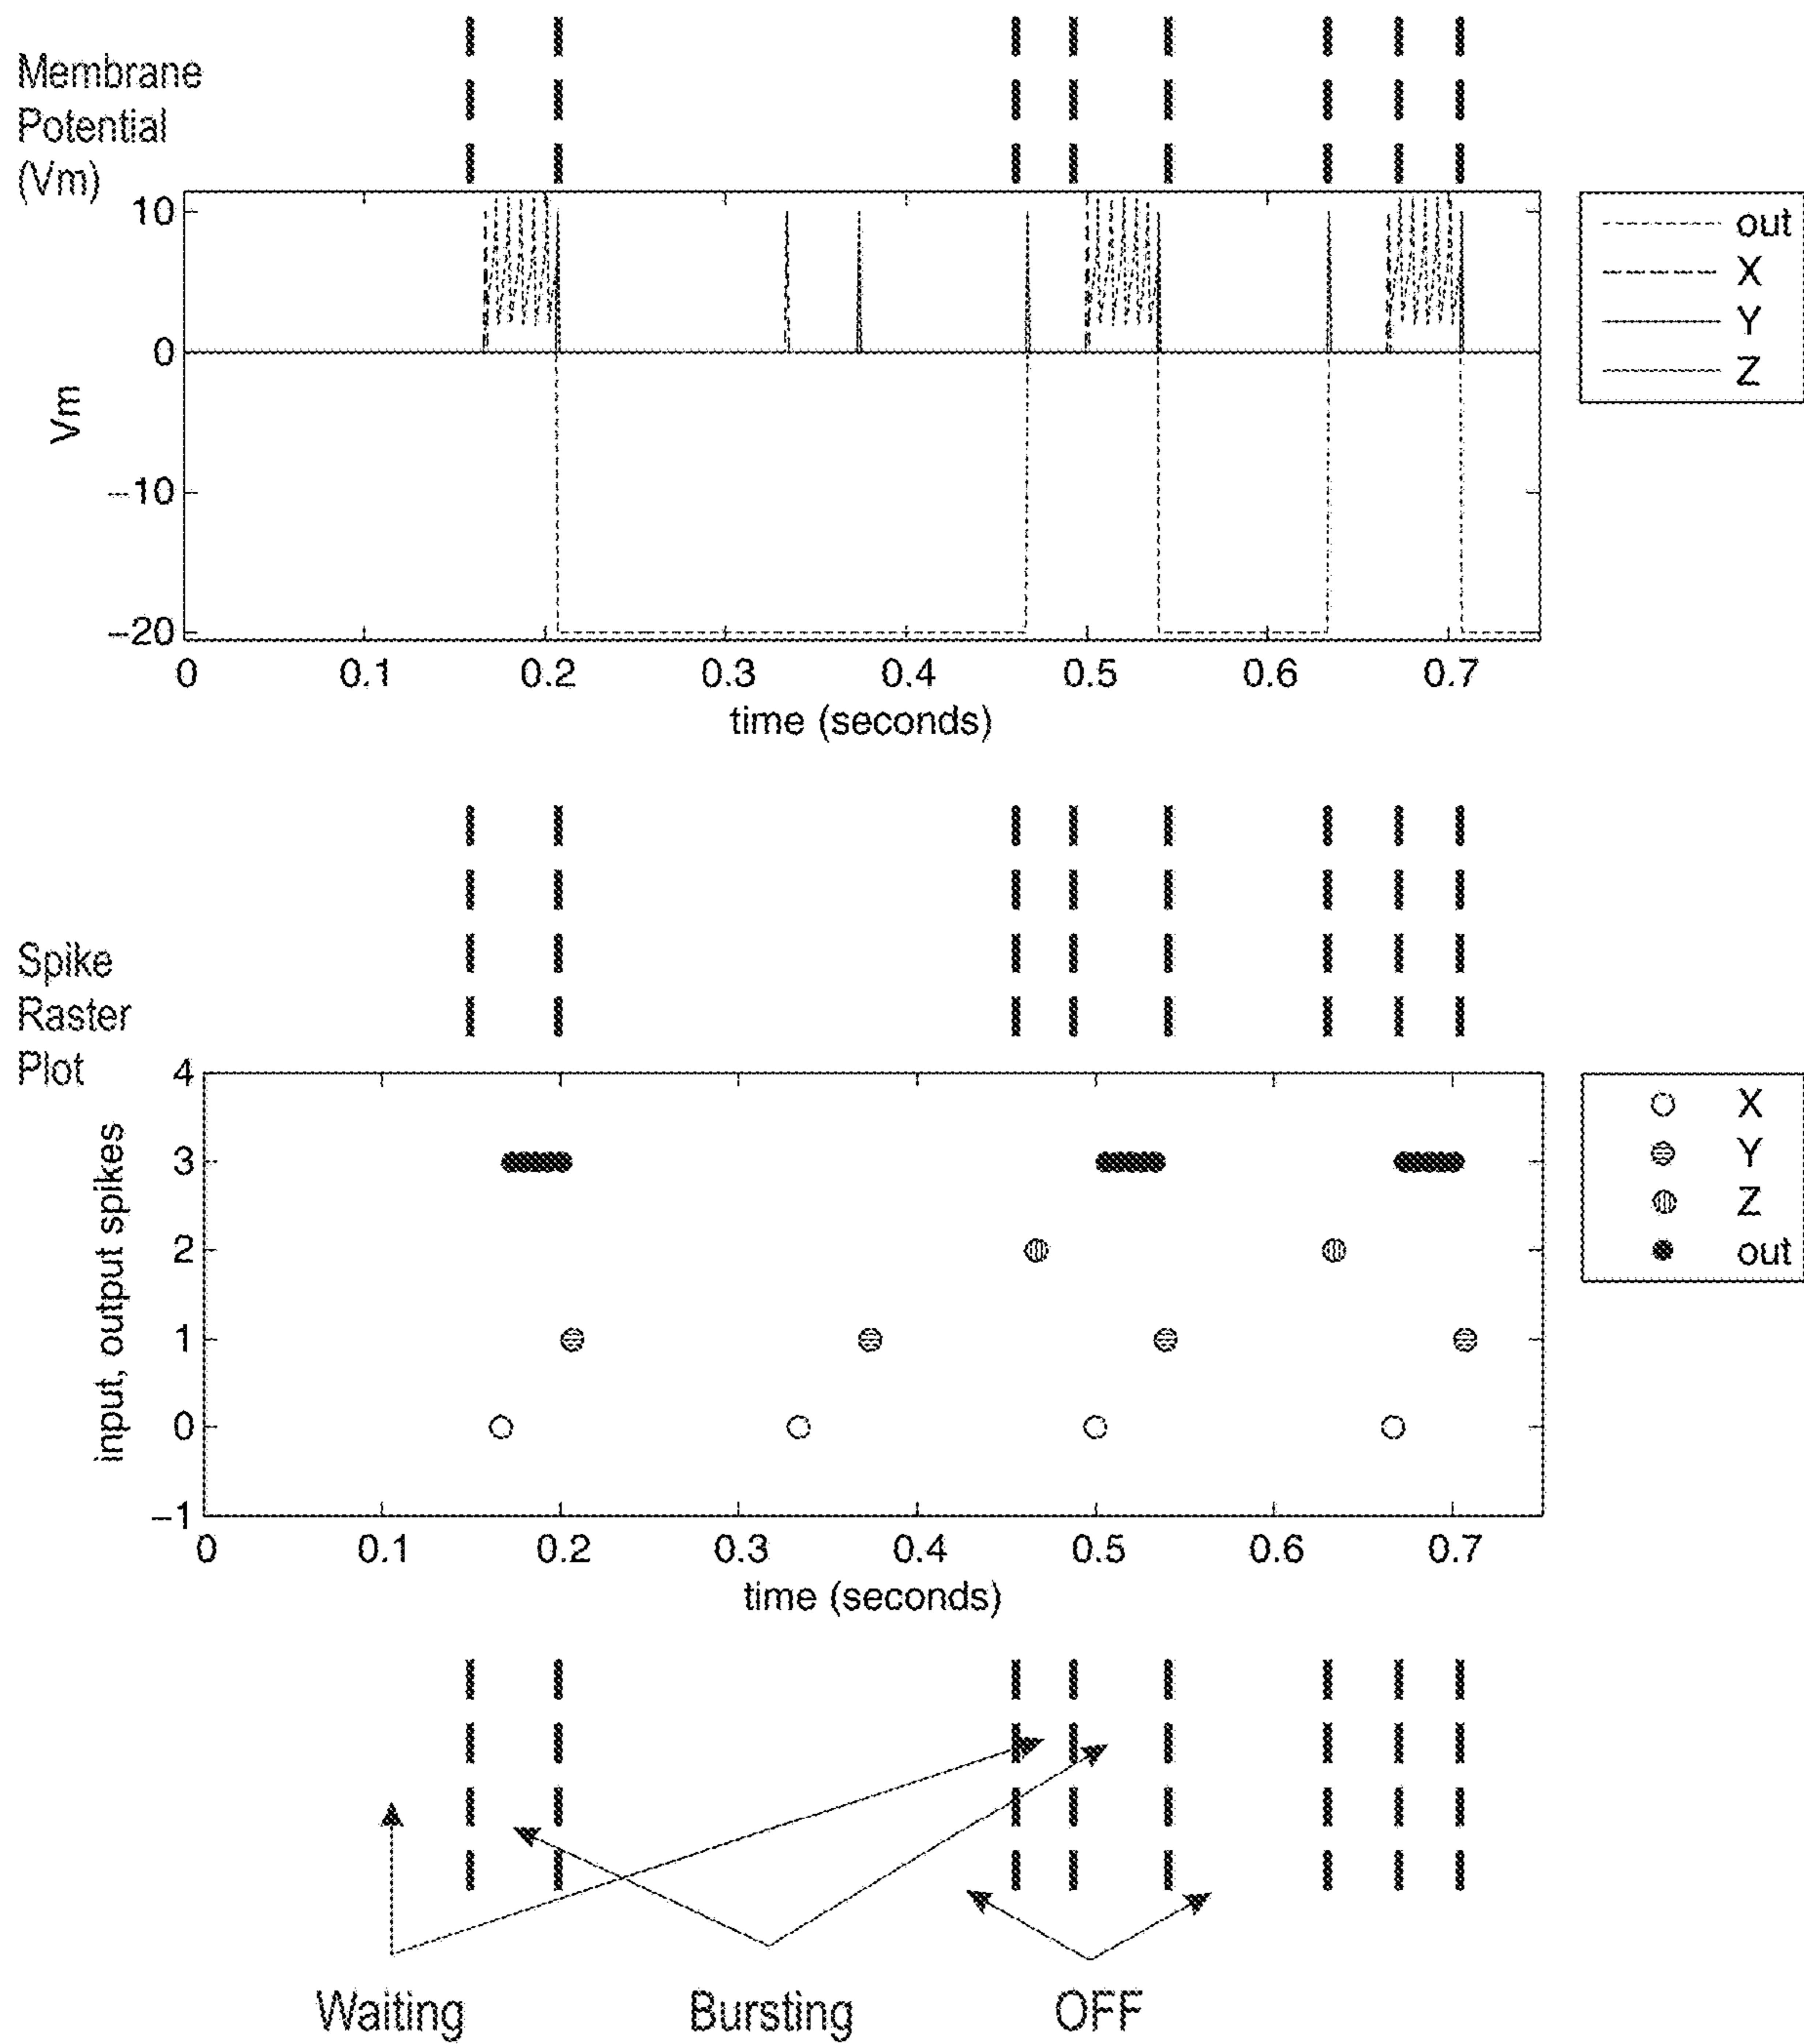 Membrane
Potential
(Vm)
10
0
−10
−20
Vm
0 0.1 0.2 0.3 0.4 0.5 0.6 0.7
time (seconds)
out
X
Y
Z
Spike
Raster
Plot
4
3
2
1
0
−1
input, output spikes
0 0.1 0.2 0.3 0.4 0.5 0.6 0.7
time (seconds)
X
Y
Z
out
Waiting Bursting OFF